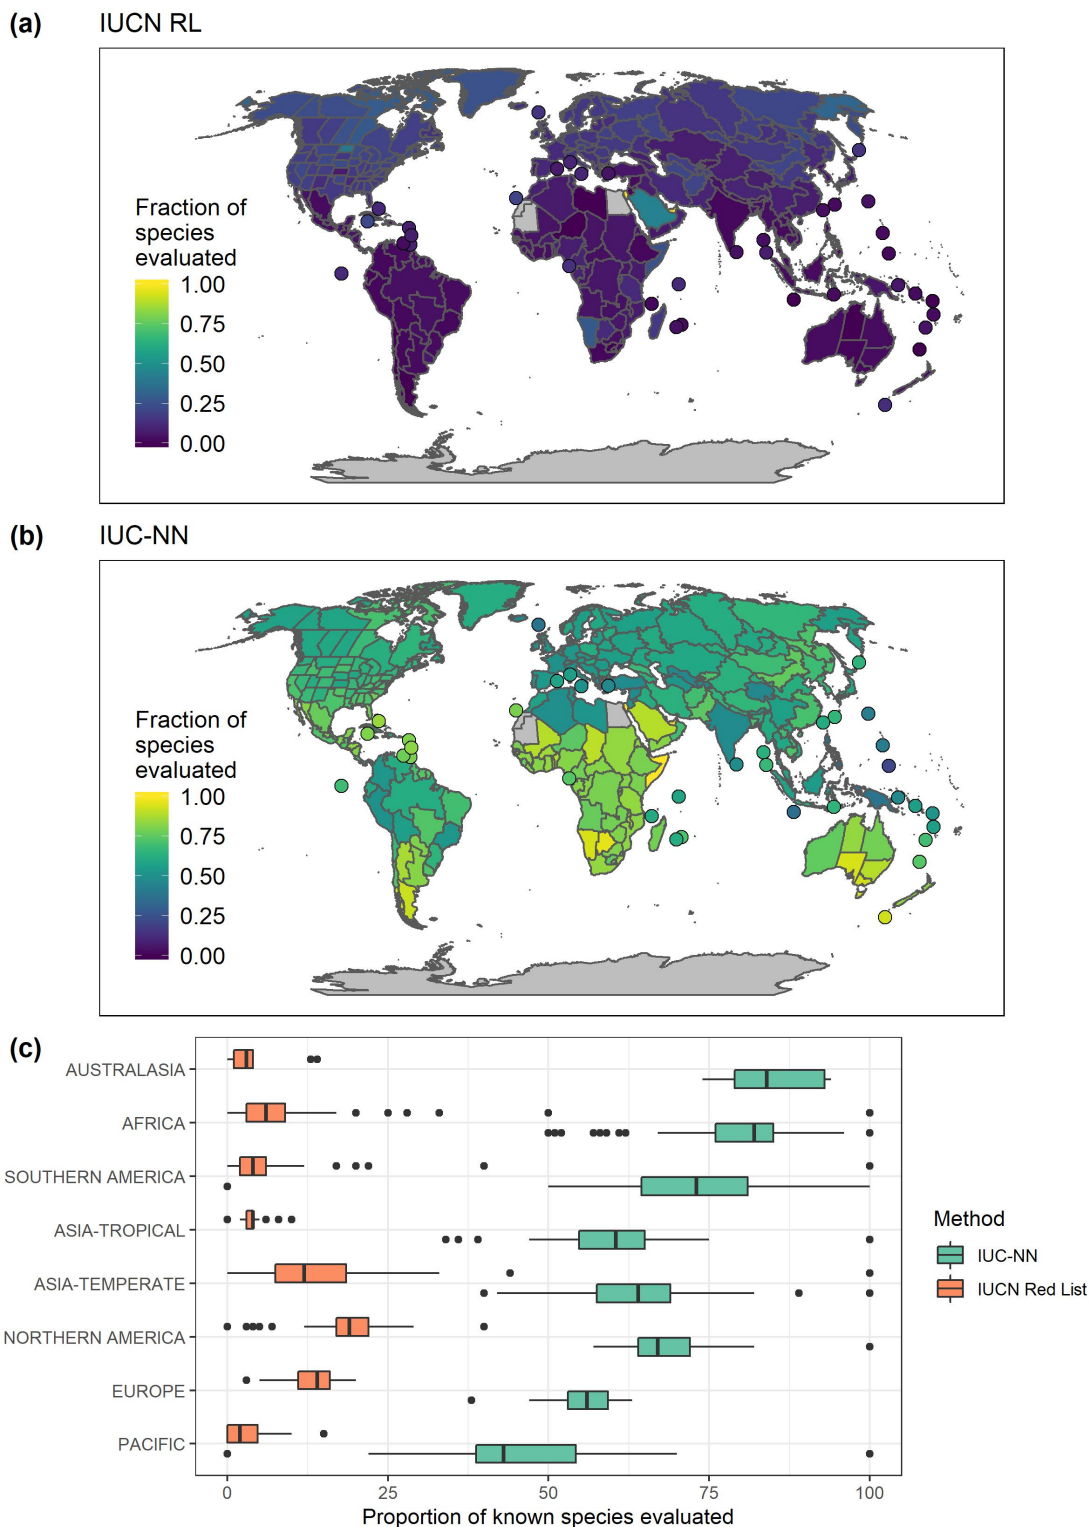 (a) IUCN RL
Fraction of
species
evaluated
1.00
0.75
0.50
0.25
0.00
(b) IUC-NN
Fraction of
species
evaluated
1.00
0.75
0.50
0.25
0.00
(c)
AUSTRALASIA
AFRICA
SOUTHERN AMERICA
ASIA-TROPICAL
ASIA-TEMPERATE
NORTHERN AMERICA
EUROPE
PACIFIC
0 25 50 75 100
Proportion of known species evaluated
Method
IUC-NN
IUCN Red List